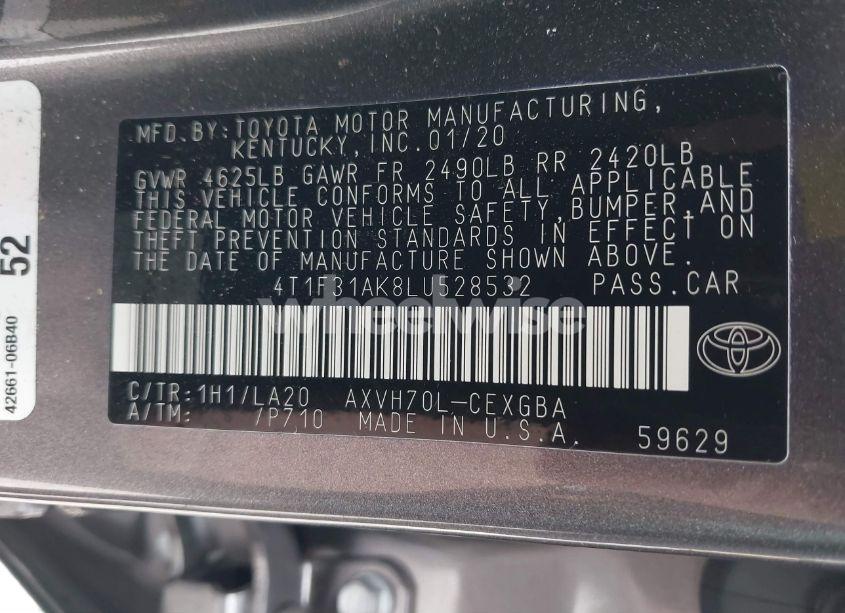 MFD.BY:TOYOTA MOTOR MANUFACTURING,
KENTUCKY,INC.01/20
GVWR 4625LB GAWR FR 2490LB RR 2420LB
THIS VEHICLE CONFORMS TO ALL APPLICABLE
FEDERAL MOTOR VEHICLE SAFETY,BUMPER,AND
THEFT PREVENTION STANDARDS IN EFFECT ON
THE DATE OF MANUFACTURE SHOWN ABOVE.
4T1F31AK8LU528532 PASS.CAR
wheelwise
C/TR:1H1/LA20 AXVH70L-CEXGBA
A/TM: /P710 MADE IN U.S.A. 59629
52
42661-06B40